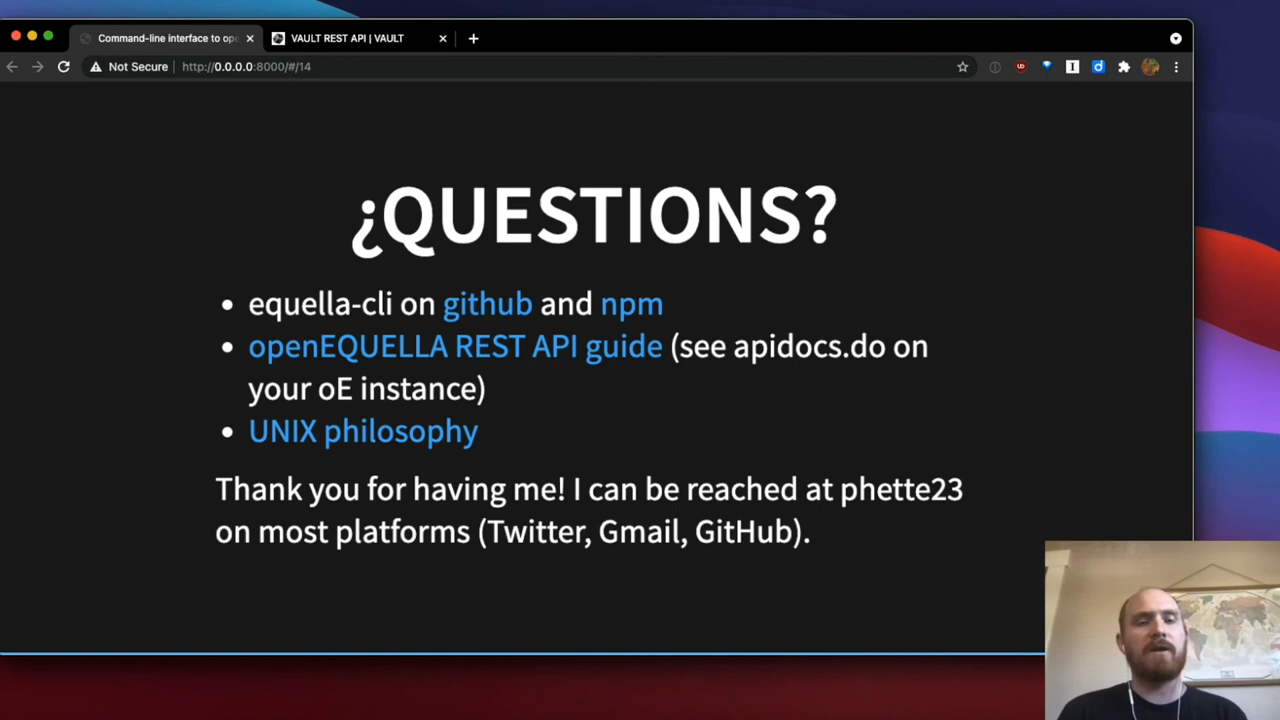 Command-line interface to ope
VAULT REST API | VAULT
Not Secure
http://0.0.0.0:8000/#/14
¿QUESTIONS?
• equella-cli on github and npm
• openEQUELLA REST API guide (see apidocs.do on
your oE instance)
• UNIX philosophy
Thank you for having me! I can be reached at phette23
on most platforms (Twitter, Gmail, GitHub).